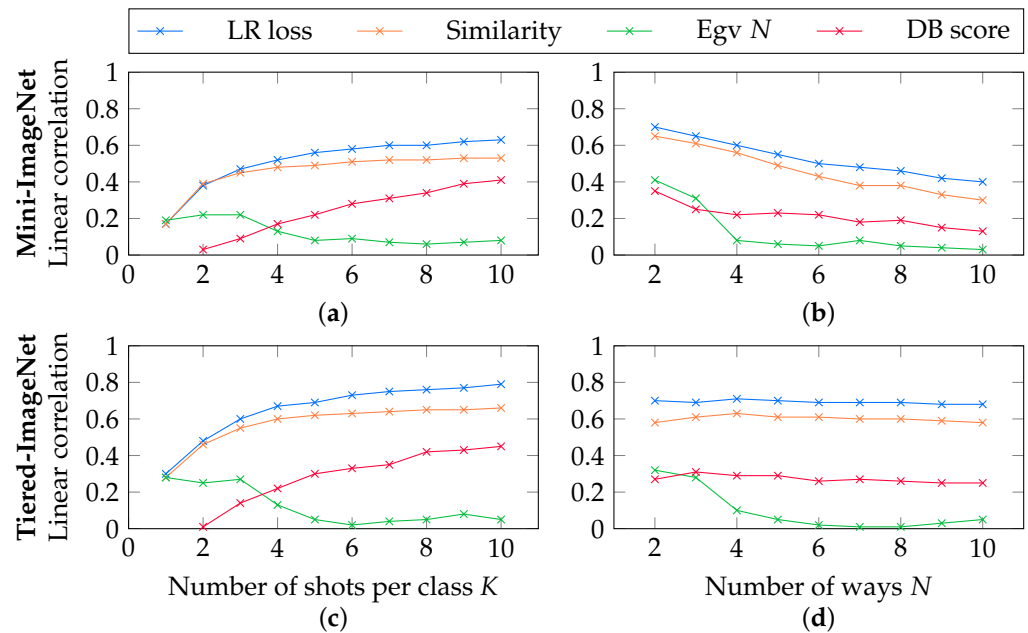 LR loss Similarity Egv N DB score
Mini-ImageNet
Linear correlation
1
0.8
0.6
0.4
0.2
0
0 2 4 6 8 10
(a)
1
0.8
0.6
0.4
0.2
0
2 4 6 8 10
(b)
Tiered-ImageNet
Linear correlation
1
0.8
0.6
0.4
0.2
0
0 2 4 6 8 10
Number of shots per class K
(c)
1
0.8
0.6
0.4
0.2
0
2 4 6 8 10
Number of ways N
(d)